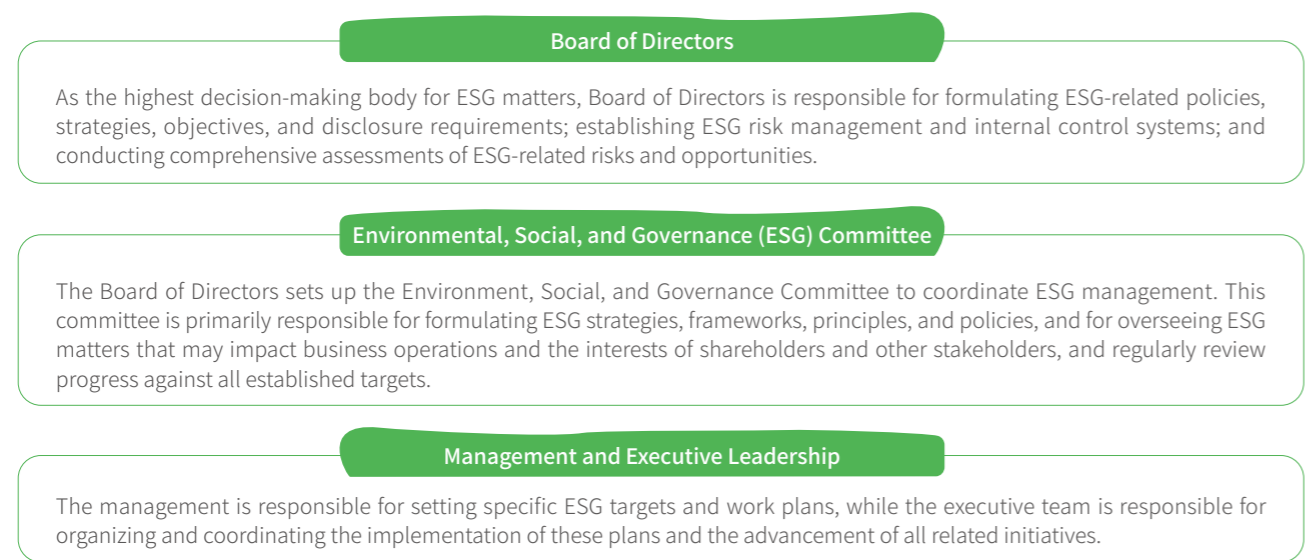 Board of Directors
As the highest decision-making body for ESG matters, Board of Directors is responsible for formulating ESG-related policies,
strategies, objectives, and disclosure requirements; establishing ESG risk management and internal control systems; and
conducting comprehensive assessments of ESG-related risks and opportunities.
Environmental, Social, and Governance (ESG) Committee
The Board of Directors sets up the Environment, Social, and Governance Committee to coordinate ESG management. This
committee is primarily responsible for formulating ESG strategies, frameworks, principles, and policies, and for overseeing ESG
matters that may impact business operations and the interests of shareholders and other stakeholders, and regularly review
progress against all established targets.
Management and Executive Leadership
The management is responsible for setting specific ESG targets and work plans, while the executive team is responsible for
organizing and coordinating the implementation of these plans and the advancement of all related initiatives.